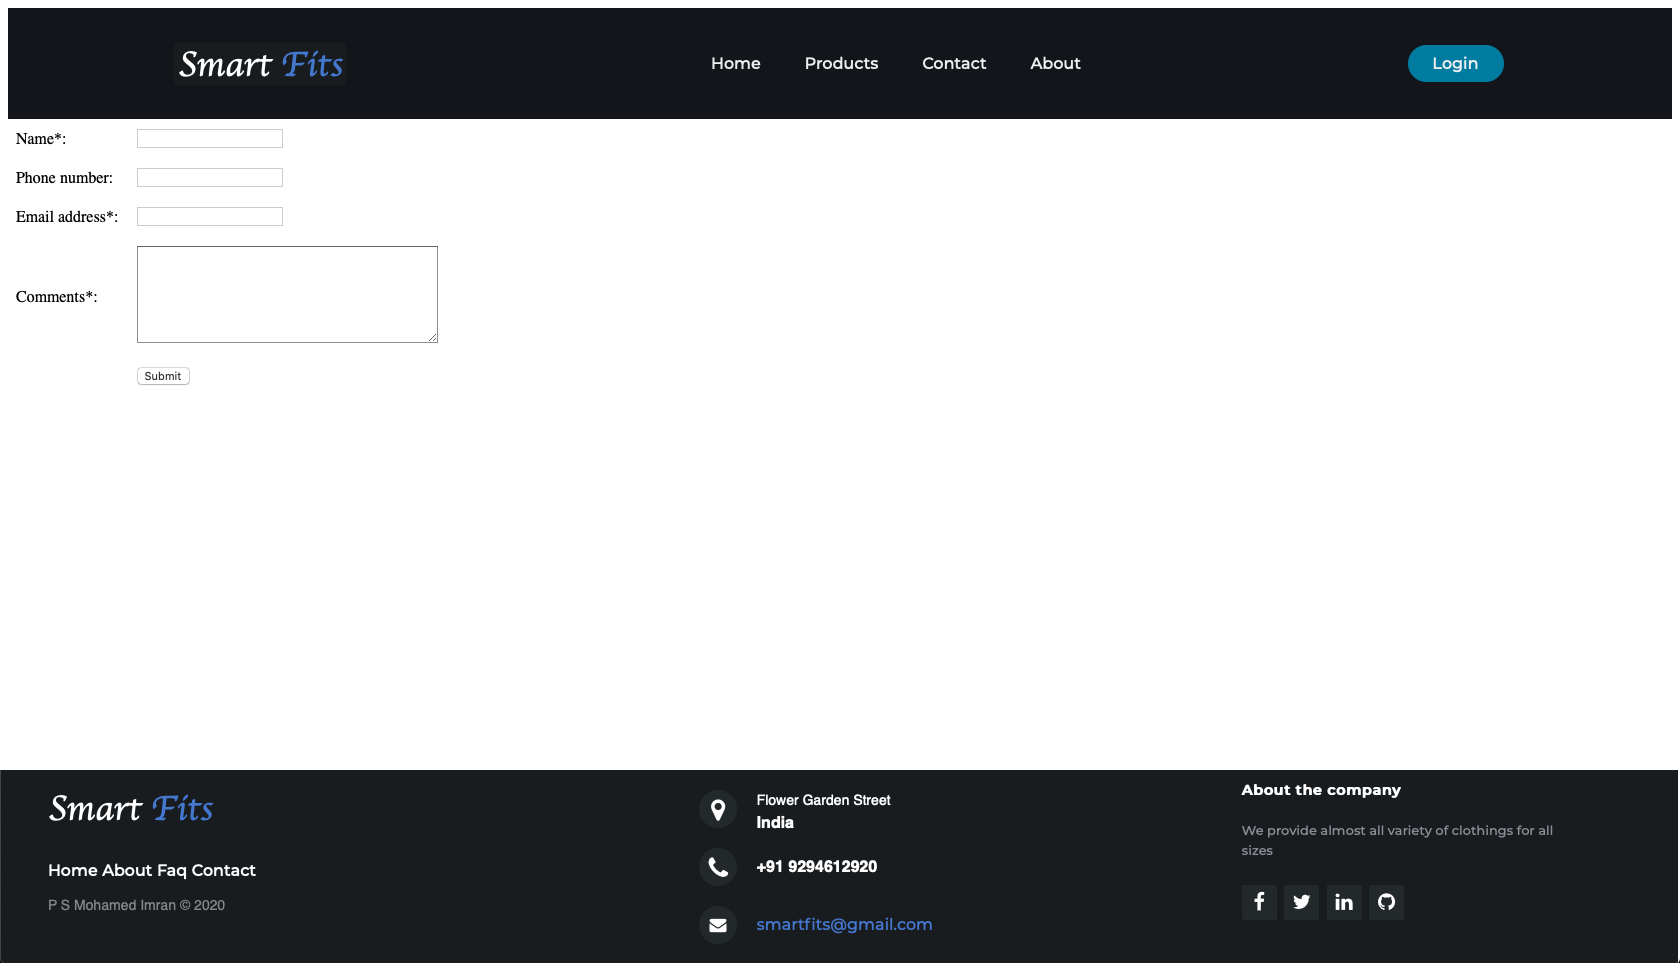 Smart Fits
Home Products Contact About
Login
Name*:
Phone number:
Email address*:
Comments*:
Submit
Smart Fits
Home About Faq Contact
P S Mohamed Imran © 2020
Flower Garden Street
India
+91 9294612920
smartfits@gmail.com
About the company
We provide almost all variety of clothings for all
sizes